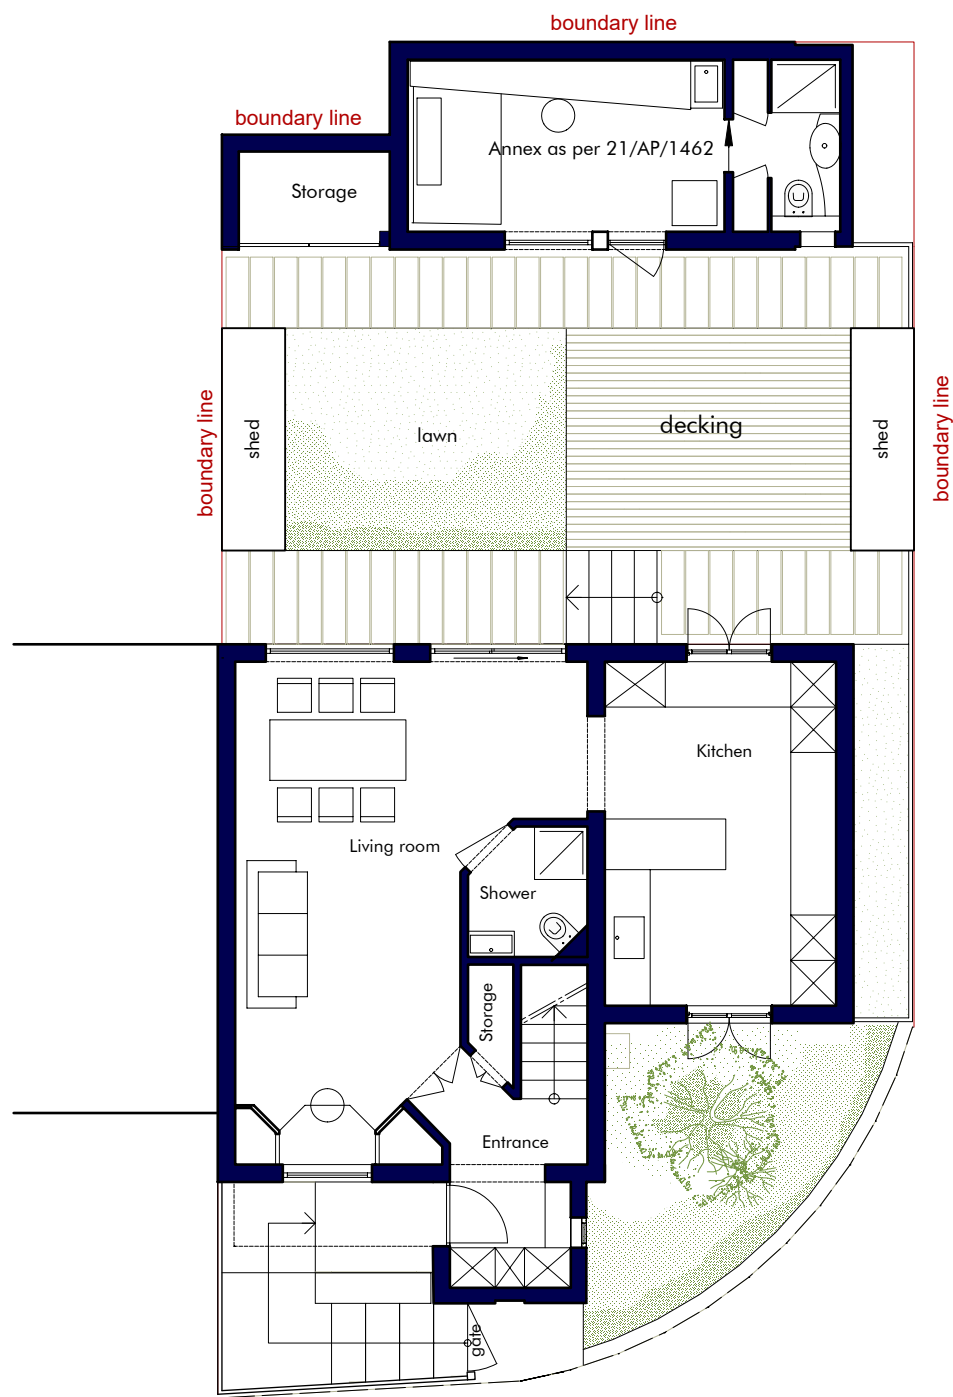 boundary line
boundary line
Annex as per 21/AP/1462
Storage
boundary line
shed
lawn
decking
shed
boundary line
Kitchen
Living room
Shower
Storage
Entrance
gate